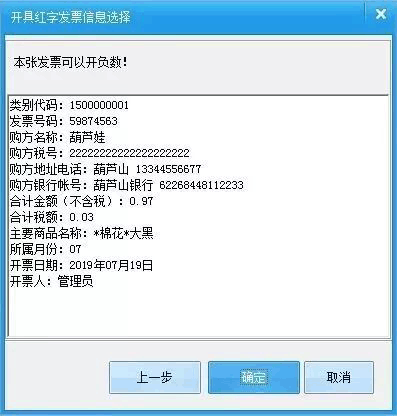 开具红字发票信息选择
本张发票可以开负数!
类别代码：1500000001
发票号码：59874563
购方名称：葫芦娃
购方税号：22222222222222222222
购方地址电话：葫芦山 13344556677
购方银行帐号：葫芦山银行 62268448112233
合计金额（不含税）：0.97
合计税额：0.03
主要商品名称：*棉花*大黑
所属月份：07
开票日期：2019年07月19日
开票人：管理员
上一步 确定 取消